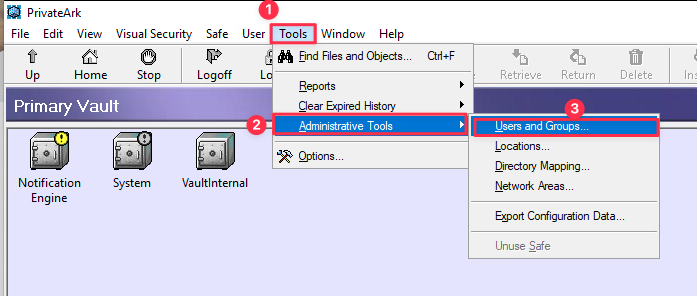 PrivateArk
1
File Edit View Visual Security Safe User Tools Window Help
Up Home Stop Logoff Lo Retrieve Return Delete Ins
Find Files and Objects... Ctrl+F
Reports
Clear Expired History
2 Administrative Tools
Options...
3
Users and Groups...
Locations...
Directory Mapping...
Network Areas...
Export Configuration Data...
Unuse Safe
Primary Vault
Notification
Engine
System
VaultInternal